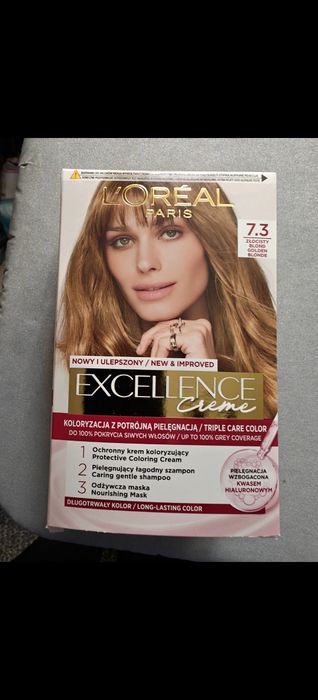 L'ORÉAL
PARIS
7.3
ZŁOCISTY
BLOND
GOLDEN
BLONDE
NOWY I ULEPSZONY / NEW & IMPROVED
EXCELLENCE
Creme
KOLORYZACJA Z POTRÓJNĄ PIELĘGNACJĄ / TRIPLE CARE COLOR
DO 100% POKRYCIA SIWYCH WŁOSÓW / UP TO 100% GREY COVERAGE
1 Ochronny krem koloryzujący
Protective Coloring Cream
2 Pielęgnujący łagodny szampon
Caring gentle shampoo
3 Odżywcza maska
Nourishing Mask
PIELĘGNACJA
WZBOGACONA
KWASEM
HIALURONOWYM
DŁUGOTRWAŁY KOLOR / LONG-LASTING COLOR